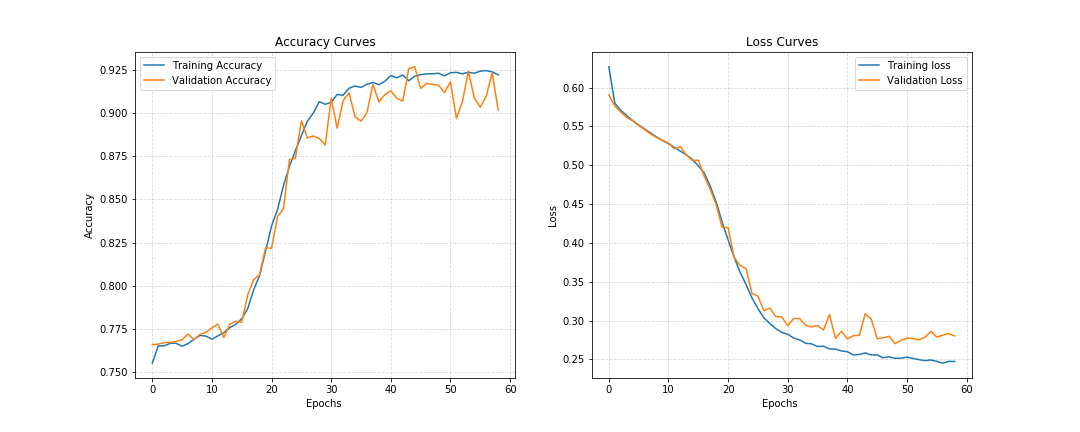 Accuracy Curves
Training Accuracy
Validation Accuracy
0.925
0.900
0.875
0.850
0.825
0.800
0.775
0.750
Accuracy
0 10 20 30 40 50 60
Epochs
Loss Curves
Training loss
Validation Loss
0.60
0.55
0.50
0.45
0.40
0.35
0.30
0.25
Loss
0 10 20 30 40 50 60
Epochs